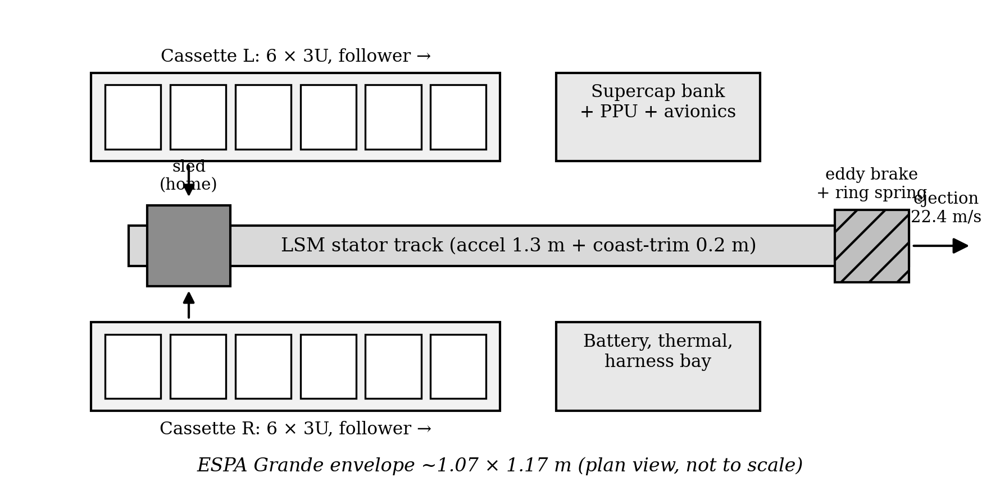 Cassette L: 6 × 3U, follower →
Supercap bank
+ PPU + avionics
sled
(home)
eddy brake
+ ring spring
ejection
22.4 m/s
LSM stator track (accel 1.3 m + coast-trim 0.2 m)
Battery, thermal,
harness bay
Cassette R: 6 × 3U, follower →
ESPA Grande envelope ~1.07 × 1.17 m (plan view, not to scale)